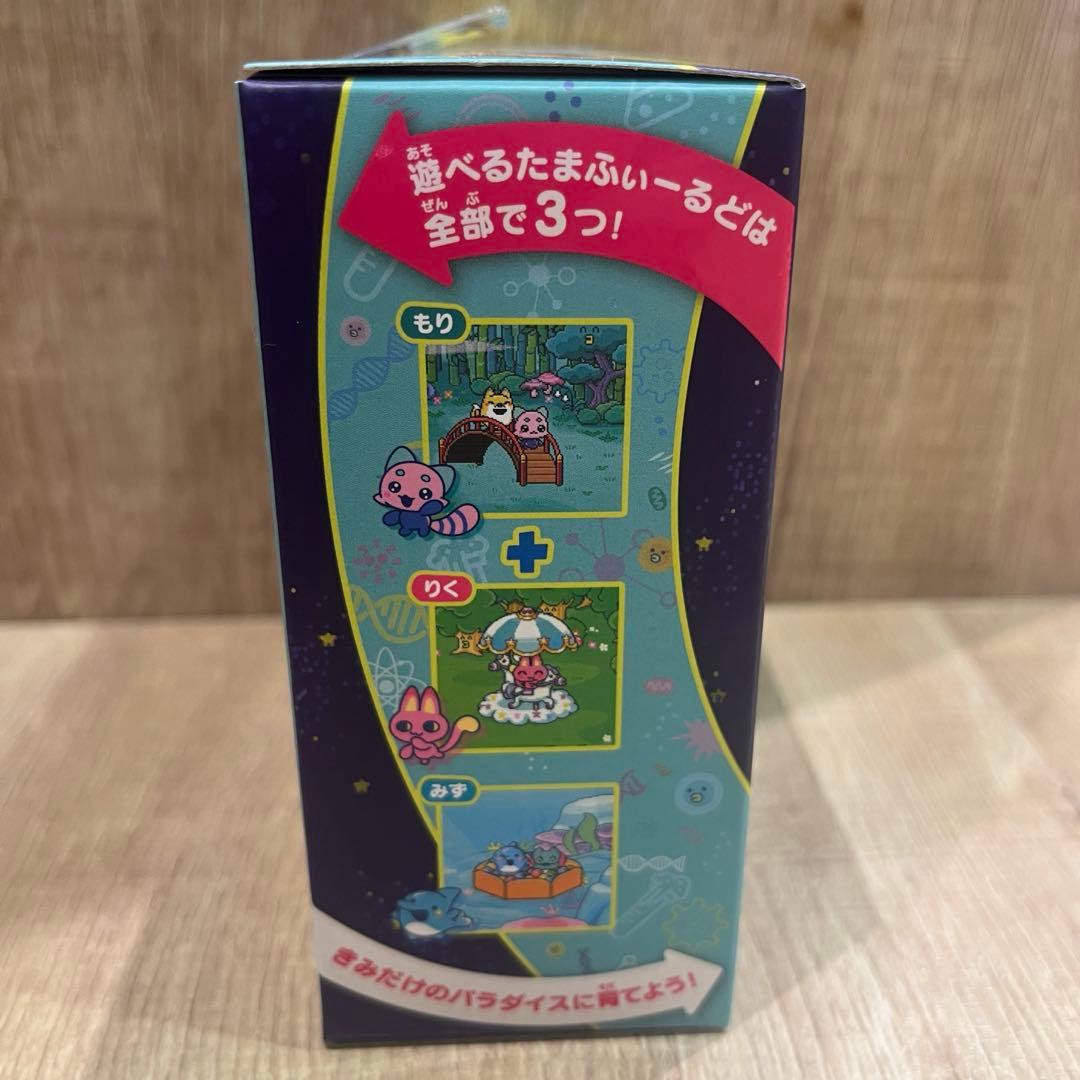 遊べるたまふぃーるどは
全部で3つ!
もり
りく
みず
きみだけのパラダイスに育てよう!